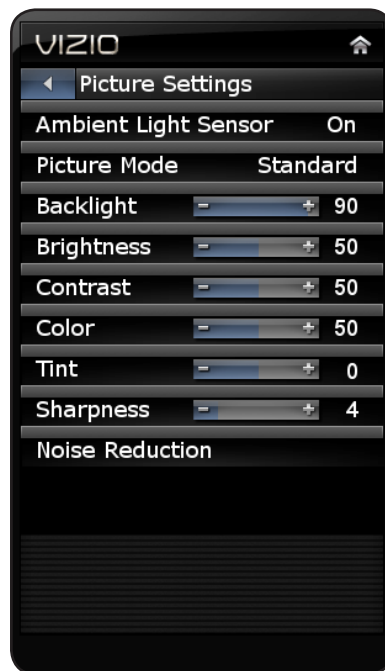 VIZIO
Picture Settings
Ambient Light Sensor On
Picture Mode Standard
Backlight - + 90
Brightness - + 50
Contrast - + 50
Color - + 50
Tint - + 0
Sharpness - + 4
Noise Reduction